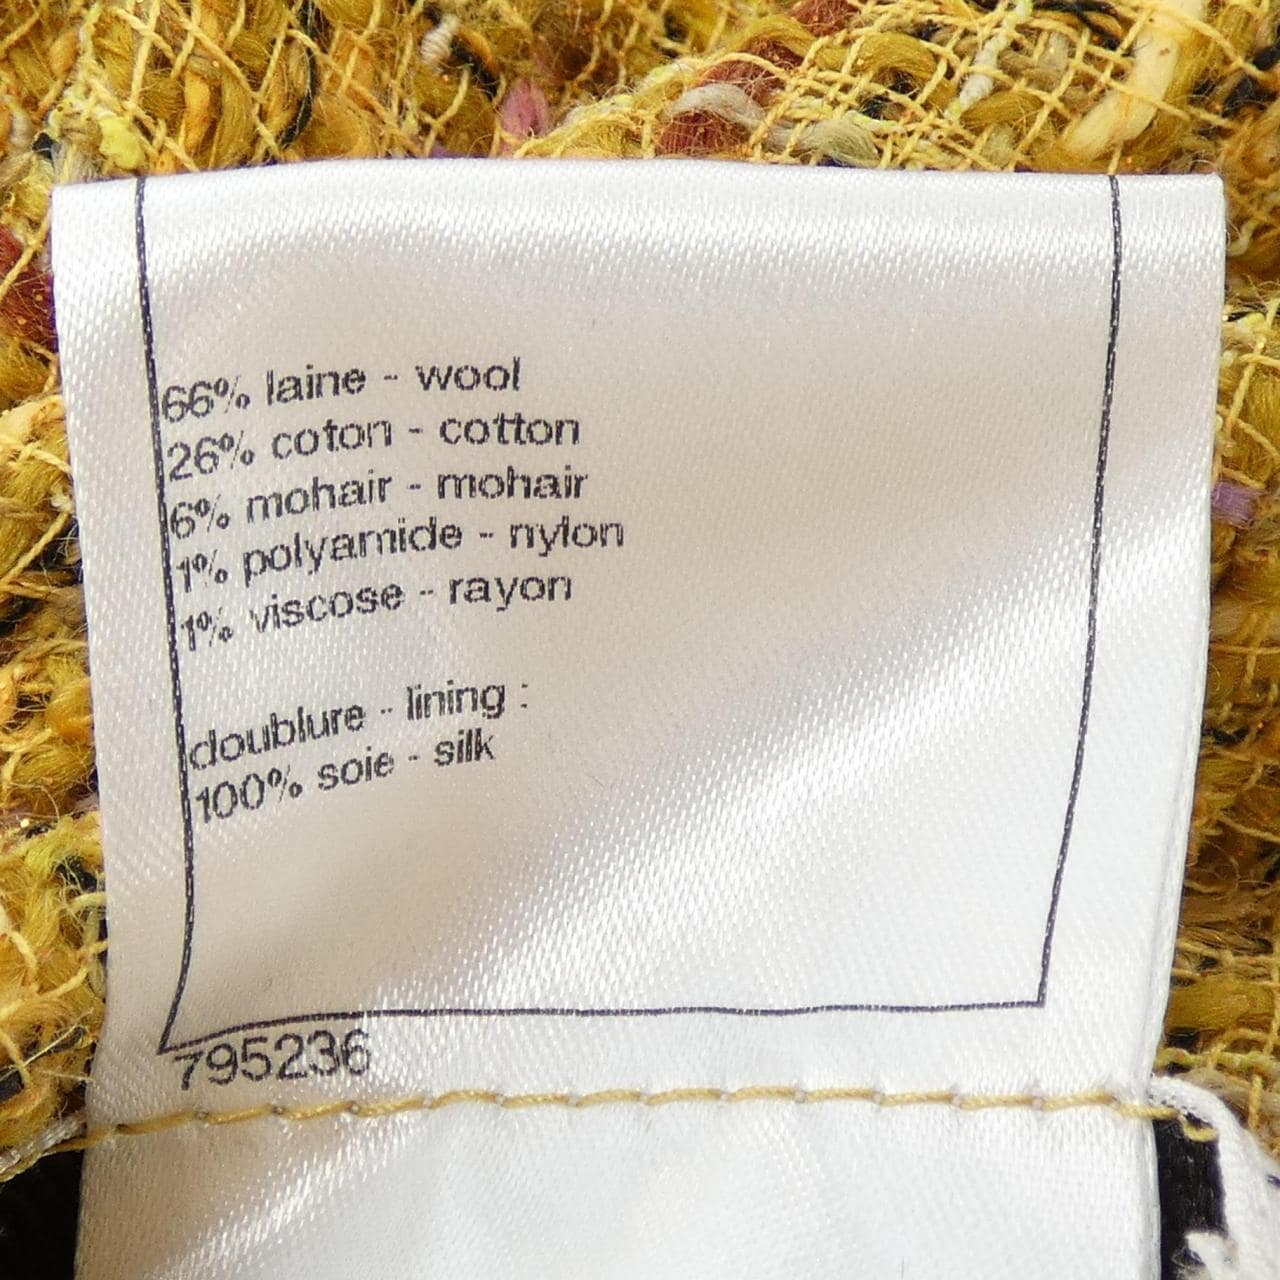 66% laine - wool
26% coton - cotton
6% mohair - mohair
1% polyamide - nylon
1% viscose - rayon
doublure - lining :
100% soie - silk
795236